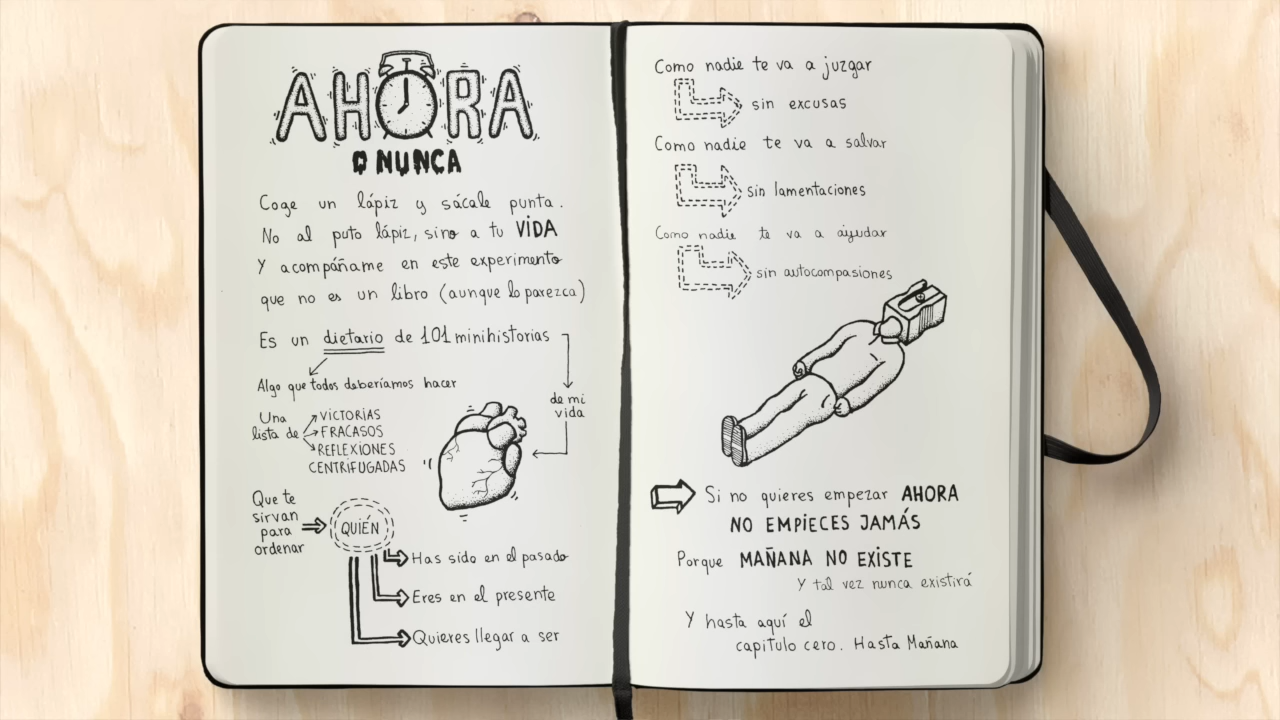 AHORA
O NUNCA
Coge un lápiz y sácale punta.
No al puto lápiz, sino a tu VIDA
Y acompáñame en este experimento
que no es un libro (aunque lo parezca)
Es un dietario de 101 minihistorias
de mi
vida
Algo que todos deberíamos hacer
Una
lista de
VICTORIAS
FRACASOS
REFLEXIONES
CENTRIFUGADAS
Que te
sirvan
para
ordenar
QUIÉN
Has sido en el pasado
Eres en el presente
Quieres llegar a ser
Como nadie te va a juzgar
sin excusas
Como nadie te va a salvar
sin lamentaciones
Como nadie te va a ayudar
sin autocompasiones
Si no quieres empezar AHORA
NO EMPIECES JAMÁS
Porque MAÑANA NO EXISTE
Y tal vez nunca existirá
Y hasta aquí el
capítulo cero. Hasta Mañana